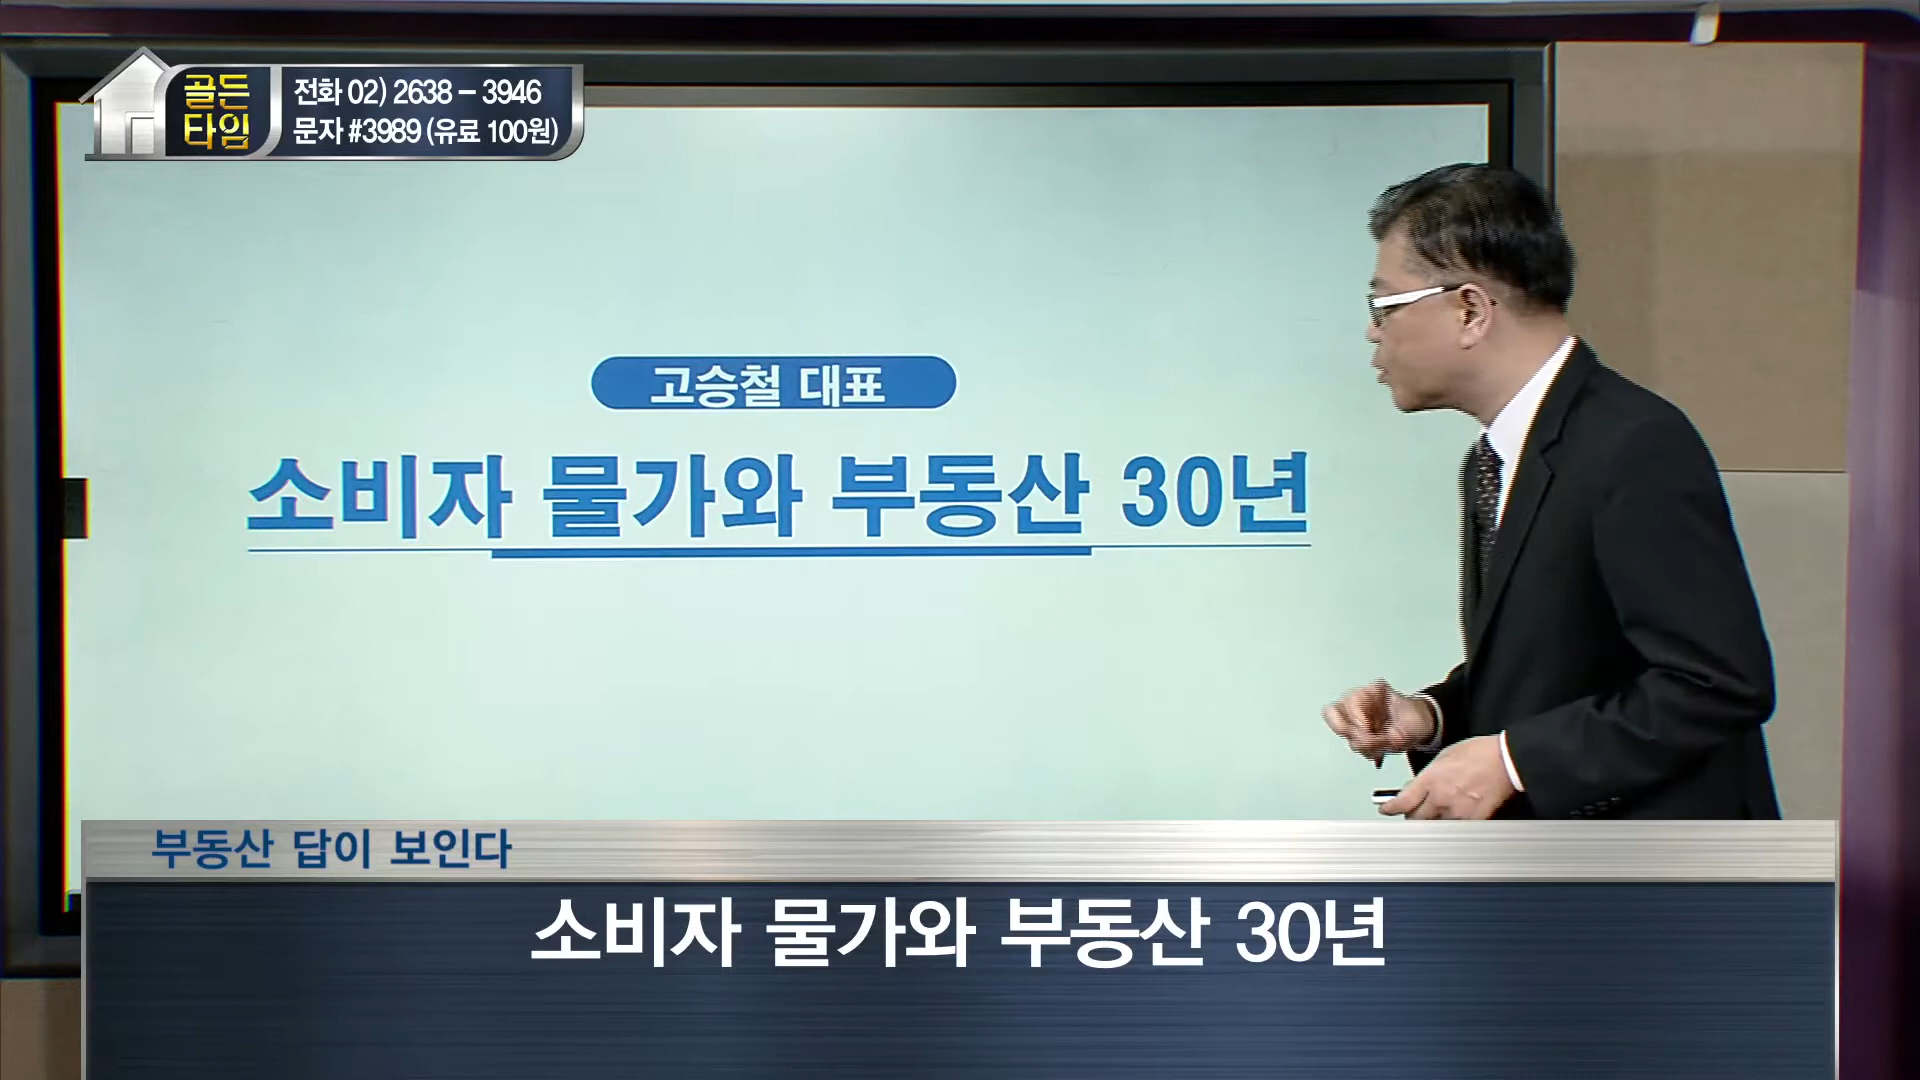 골든
타임
전화 02) 2638 – 3946
문자 #3989 (유료 100원)
고승철 대표
소비자 물가와 부동산 30년
부동산 답이 보인다
소비자 물가와 부동산 30년